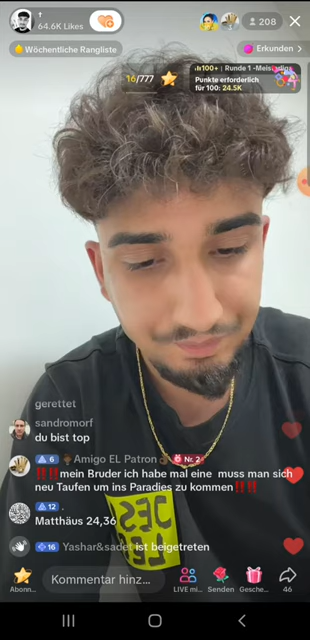 †
64.6K Likes
208
Wöchentliche Rangliste
Erkunden >
16/777
100+ | Runde 1 -Meis
Punkte erforderlich
für 100: 24.5K
gerettet
sandromorf
du bist top
6 Amigo EL Patron Nr. 2
‼️mein Bruder ich habe mal eine muss man sich
neu Taufen um ins Paradies zu kommen‼️
12 .
Matthäus 24,36
16 Yashar&sadet ist beigetreten
Abonn...
Kommentar hinz...
LIVE mi...
Senden
Gesche...
46